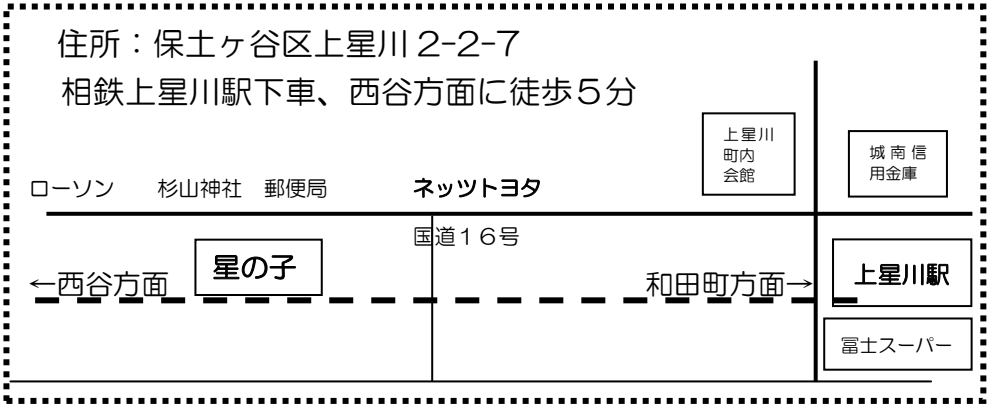 住所：保土ヶ谷区上星川２-２-７
相鉄上星川駅下車、西谷方面に徒歩５分
上星川
町内
会館
城南信
用金庫
ローソン　杉山神社　郵便局　ネッツトヨタ
国道１６号
星の子
←西谷方面
和田町方面→
上星川駅
冨士スーパー